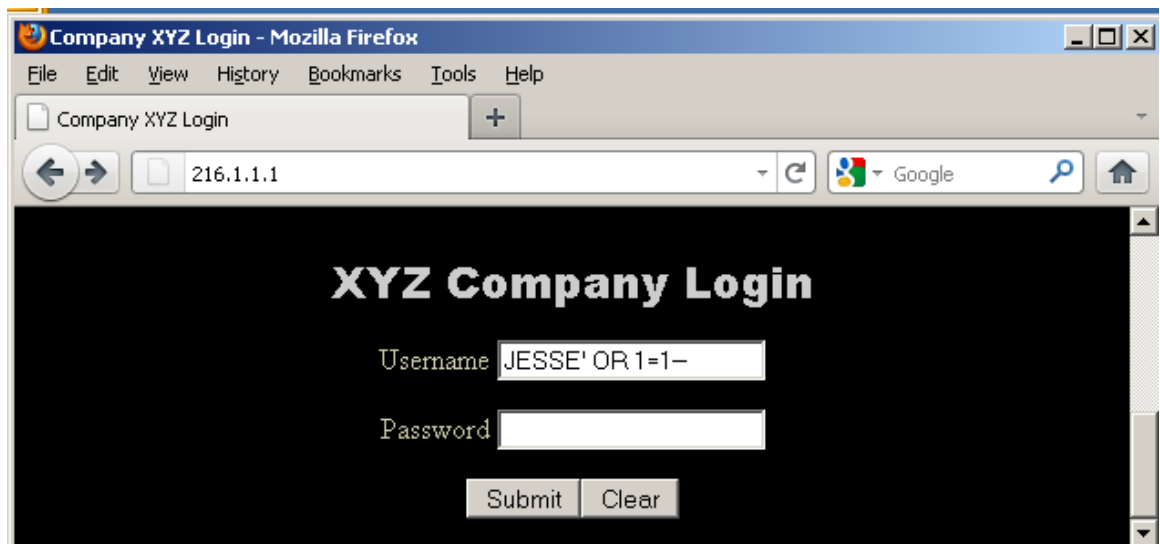 Company XYZ Login - Mozilla Firefox
File Edit View History Bookmarks Tools Help
Company XYZ Login
216.1.1.1 Google
XYZ Company Login
Username JESSE' OR 1=1--
Password
Submit Clear